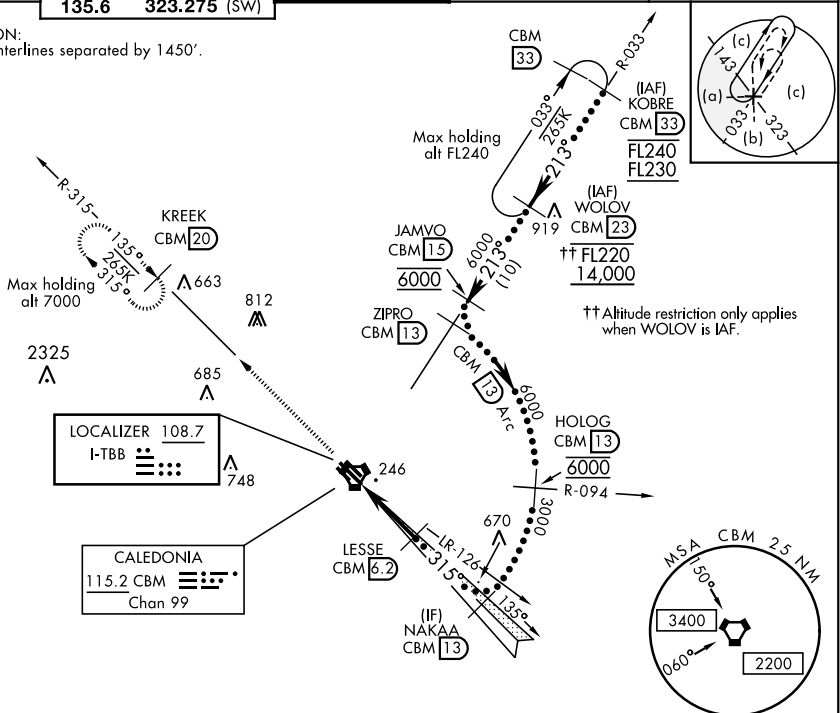 135.6 323.275 (SW)
ON:
nterlines separated by 1450'.
CBM
33
R-033
(IAF)
KOBRE
CBM 33
FL240
FL230
033°
265K
213°
Max holding
alt FL240
(c)
143
(a)
(c)
033
323
(b)
R-315
KREEK
CBM 20
135°
265K
315°
Max holding
alt 7000
663
812
2325
685
(IAF)
WOLOV
CBM 23
†† FL220
14,000
919
JAMVO
CBM 15
6000
6000
213°
(10)
††Altitude restriction only applies
when WOLOV is IAF.
ZIPRO
CBM 13
CBM 13 Arc
6000
HOLOG
CBM 13
6000
R-094
3000
LOCALIZER 108.7
I-TBB
748
246
670
CALEDONIA
115.2 CBM
Chan 99
LESSE
CBM 6.2
LR-126
315°
135°
(IF)
NAKAA
CBM 13
MSA CBM 25 NM
150°
3400
060°
2200